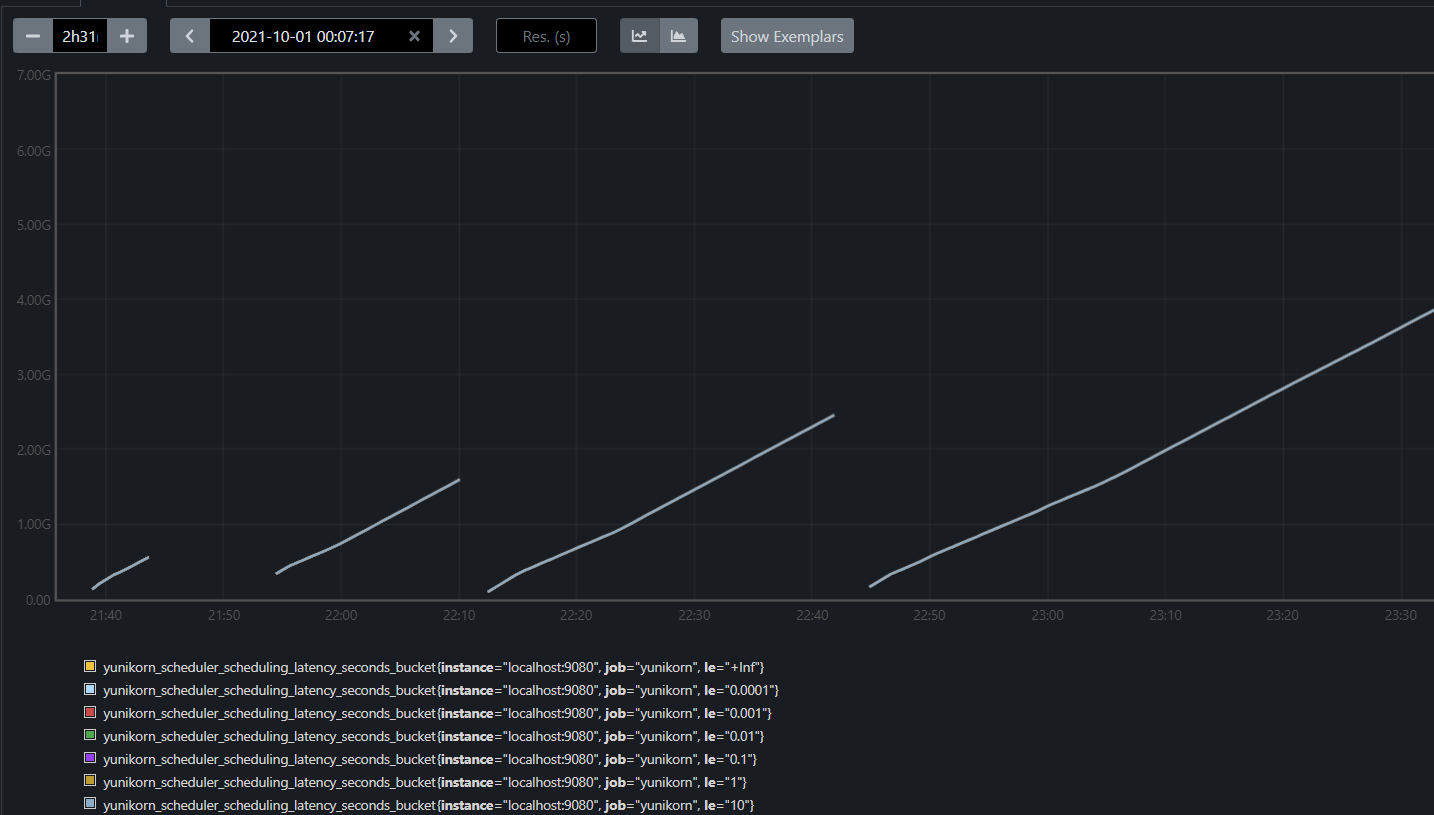 2h31
2021-10-01 00:07:17
Res. (s)
Show Exemplars
7.00G
6.00G
5.00G
4.00G
3.00G
2.00G
1.00G
0.00
21:40 21:50 22:00 22:10 22:20 22:30 22:40 22:50 23:00 23:10 23:20 23:30
yunikorn_scheduler_scheduling_latency_seconds_bucket{instance="localhost:9080", job="yunikorn", le="+Inf"}
yunikorn_scheduler_scheduling_latency_seconds_bucket{instance="localhost:9080", job="yunikorn", le="0.0001"}
yunikorn_scheduler_scheduling_latency_seconds_bucket{instance="localhost:9080", job="yunikorn", le="0.001"}
yunikorn_scheduler_scheduling_latency_seconds_bucket{instance="localhost:9080", job="yunikorn", le="0.01"}
yunikorn_scheduler_scheduling_latency_seconds_bucket{instance="localhost:9080", job="yunikorn", le="0.1"}
yunikorn_scheduler_scheduling_latency_seconds_bucket{instance="localhost:9080", job="yunikorn", le="1"}
yunikorn_scheduler_scheduling_latency_seconds_bucket{instance="localhost:9080", job="yunikorn", le="10"}